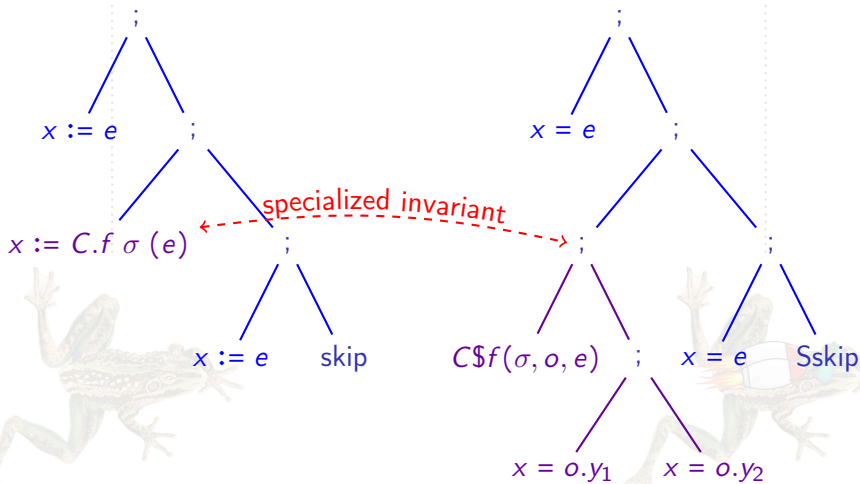 ; ;
x := e ; x = e ;
specialized invariant
x := C.f σ (e) ; ; ;
x := e skip C$f(σ, o, e) ; x = e Sskip
x = o.y₁ x = o.y₂